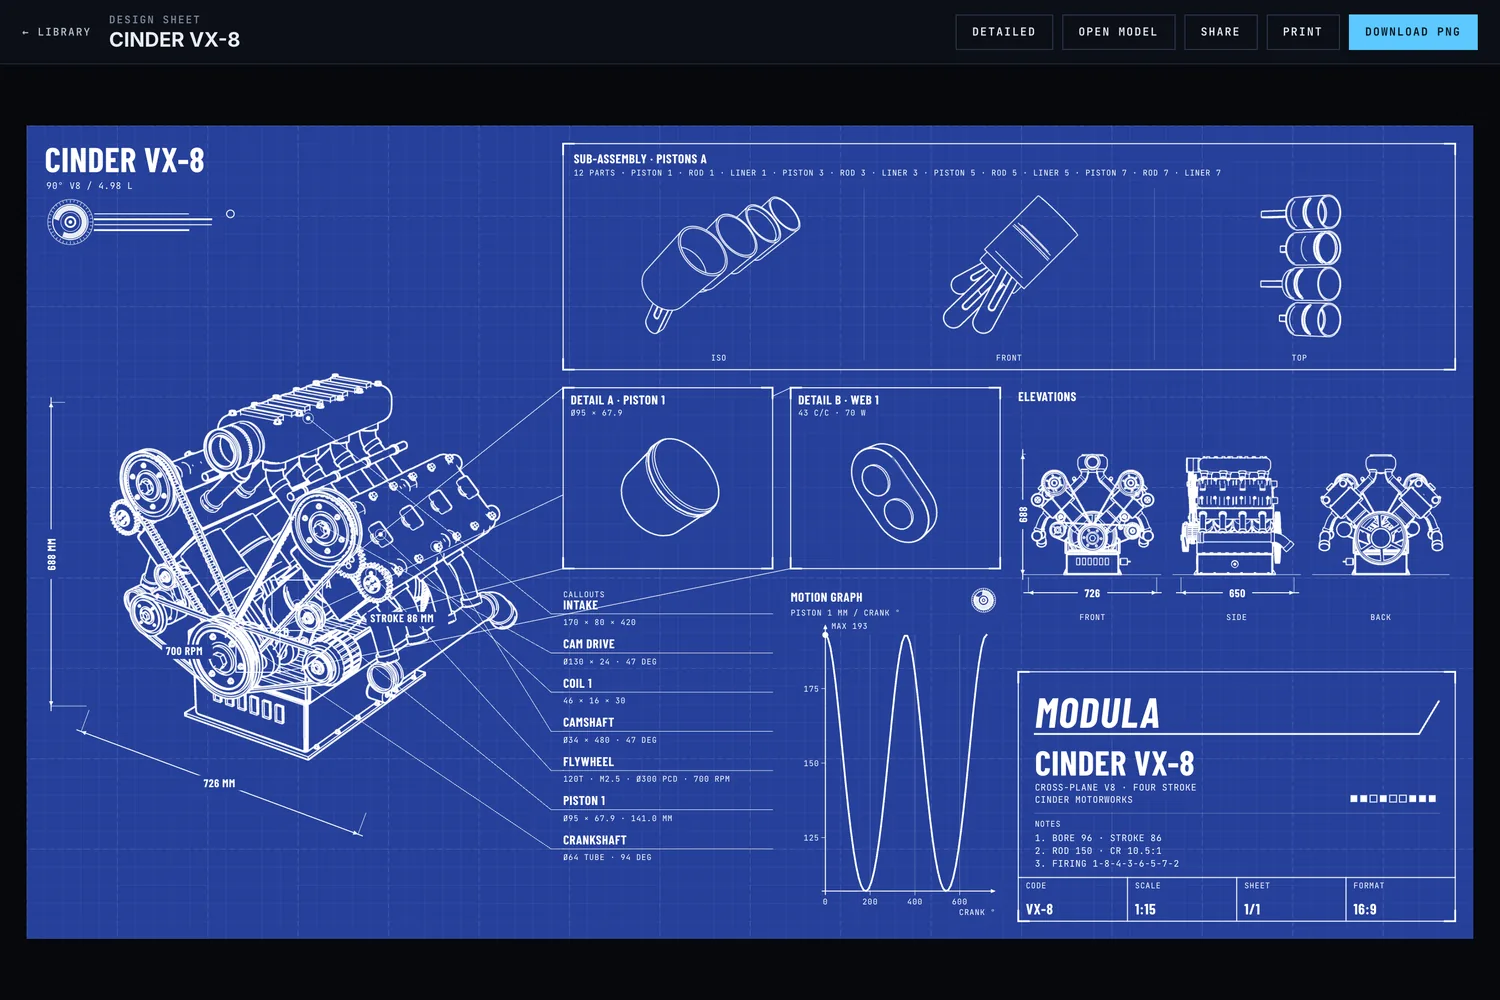 ← LIBRARY
DESIGN SHEET
CINDER VX-8
DETAILED
OPEN MODEL
SHARE
PRINT
DOWNLOAD PNG
CINDER VX-8
90° V8 / 4.98 L
SUB-ASSEMBLY · PISTONS A
12 PARTS · PISTON 1 · ROD 1 · LINER 1 · PISTON 3 · ROD 3 · LINER 3 · PISTON 5 · ROD 5 · LINER 5 · PISTON 7 · ROD 7 · LINER 7
ISO
FRONT
TOP
688 MM
726 MM
700 RPM
STROKE 86 MM
DETAIL A · PISTON 1
Ø95 × 67.9
DETAIL B · WEB 1
43 C/C · 70 W
ELEVATIONS
688
726
650
FRONT
SIDE
BACK
CALLOUTS
INTAKE
170 × 80 × 420
CAM DRIVE
Ø130 × 24 · 47 DEG
COIL 1
46 × 16 × 30
CAMSHAFT
Ø34 × 480 · 47 DEG
FLYWHEEL
120T · M2.5 · Ø300 PCD · 700 RPM
PISTON 1
Ø95 × 67.9 · 141.0 MM
CRANKSHAFT
Ø64 TUBE · 94 DEG
MOTION GRAPH
PISTON 1 MM / CRANK °
MAX 193
175
150
125
0
200
400
600
CRANK °
MODULA
CINDER VX-8
CROSS-PLANE V8 · FOUR STROKE
CINDER MOTORWORKS
NOTES
1. BORE 96 · STROKE 86
2. ROD 150 · CR 10.5:1
3. FIRING 1-8-4-3-6-5-7-2
CODE
VX-8
SCALE
1:15
SHEET
1/1
FORMAT
16:9